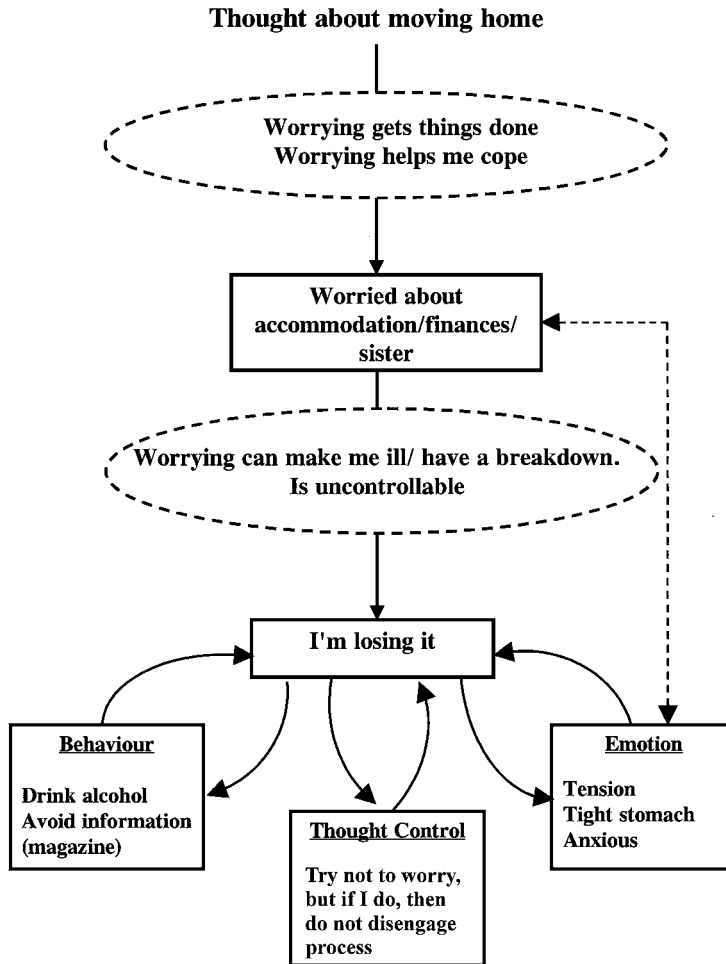 Thought about moving home
Worrying gets things done
Worrying helps me cope
Worried about
accommodation/finances/
sister
Worrying can make me ill/ have a breakdown.
Is uncontrollable
I'm losing it
Behaviour
Drink alcohol
Avoid information
(magazine)
Thought Control
Try not to worry,
but if I do, then
do not disengage
process
Emotion
Tension
Tight stomach
Anxious